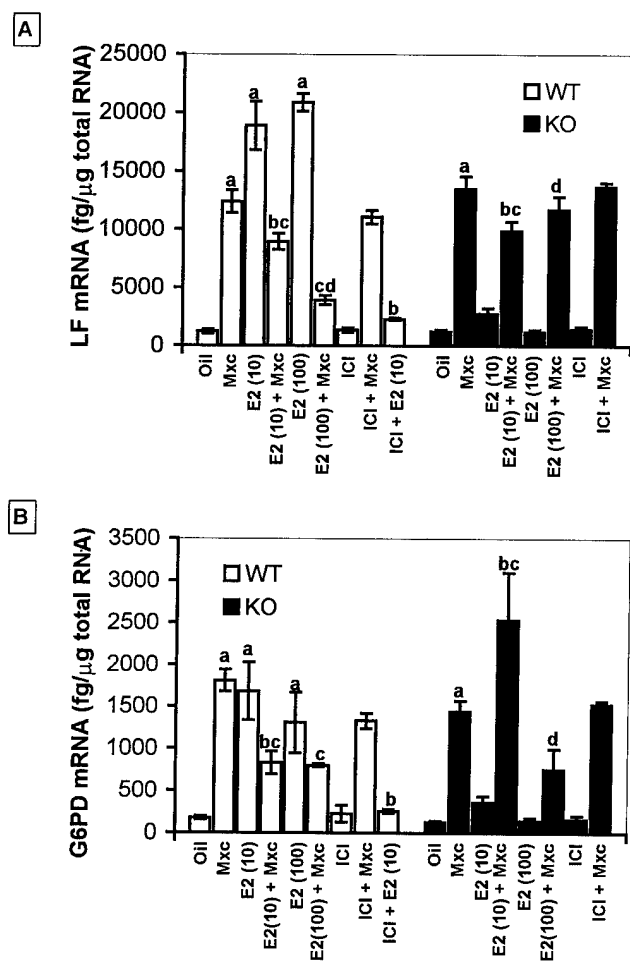 A
LF mRNA (fg/µg total RNA)
25000
20000
15000
10000
5000
0
WT
KO
a
a
bc
a
cd
b
a
bc
d
Oil
Mxc
E2 (10)
E2 (10) + Mxc
E2 (100)
E2 (100) + Mxc
ICI
ICI + Mxc
ICI + E2 (10)
Oil
Mxc
E2 (10)
E2 (10) + Mxc
E2 (100)
E2 (100) + Mxc
ICI
ICI + Mxc
B
G6PD mRNA (fg/µg total RNA)
3500
3000
2500
2000
1500
1000
500
0
WT
KO
a
a
bc
a
c
b
a
bc
d
Oil
Mxc
E2 (10)
E2(10) + Mxc
E2 (100)
E2(100) + Mxc
ICI
ICI + Mxc
ICI + E2 (10)
Oil
Mxc
E2 (10)
E2 (10) + Mxc
E2 (100)
E2(100) + Mxc
ICI
ICI + Mxc